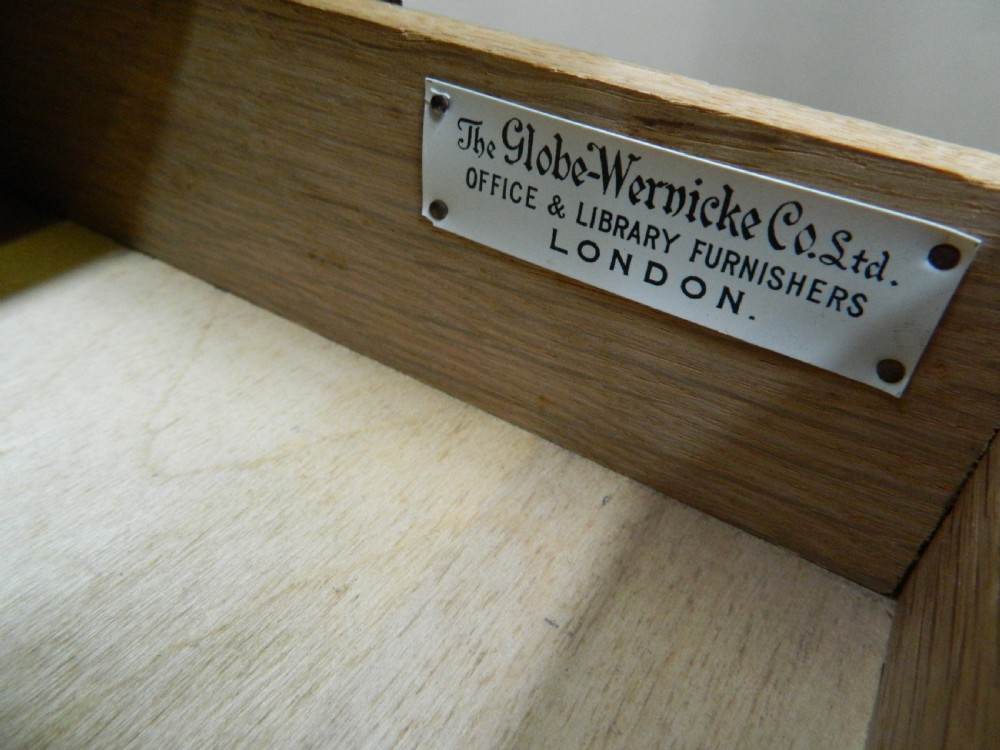 The Globe-Wernicke Co. Ltd.
OFFICE & LIBRARY FURNISHERS
LONDON.